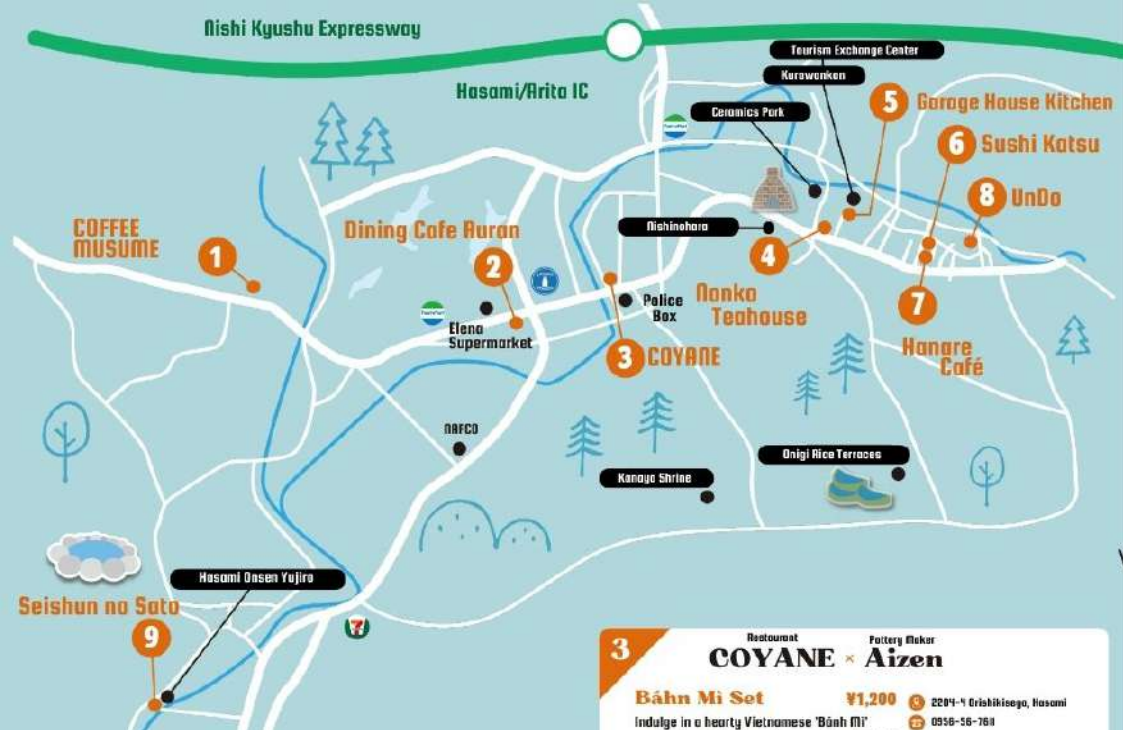 Nishi Kyushu Expressway
Hasami/Arita IC
Tourism Exchange Center
Kurawankan
Ceramics Park
5 Garage House Kitchen
6 Sushi Katsu
8 UnDo
FamilyMart
COFFEE
MUSUME
1
Dining Cafe Auran
2
Nishinohara
4
Nonko
Teahouse
7
Hanare
Café
FamilyMart
Elena
Supermarket
Police
Box
3 COYANE
NAFCO
Kanaya Shrine
Onigi Rice Terraces
Hasami Onsen Yujiro
Seishun no Sato
9
7
3
Restaurant
Pottery Maker
COYANE × Aizen
Báhn Mì Set ¥1,200
2204-4 Orishikisego, Hasami
Indulge in a hearty Vietnamese 'Bánh Mì'
0956-56-7611